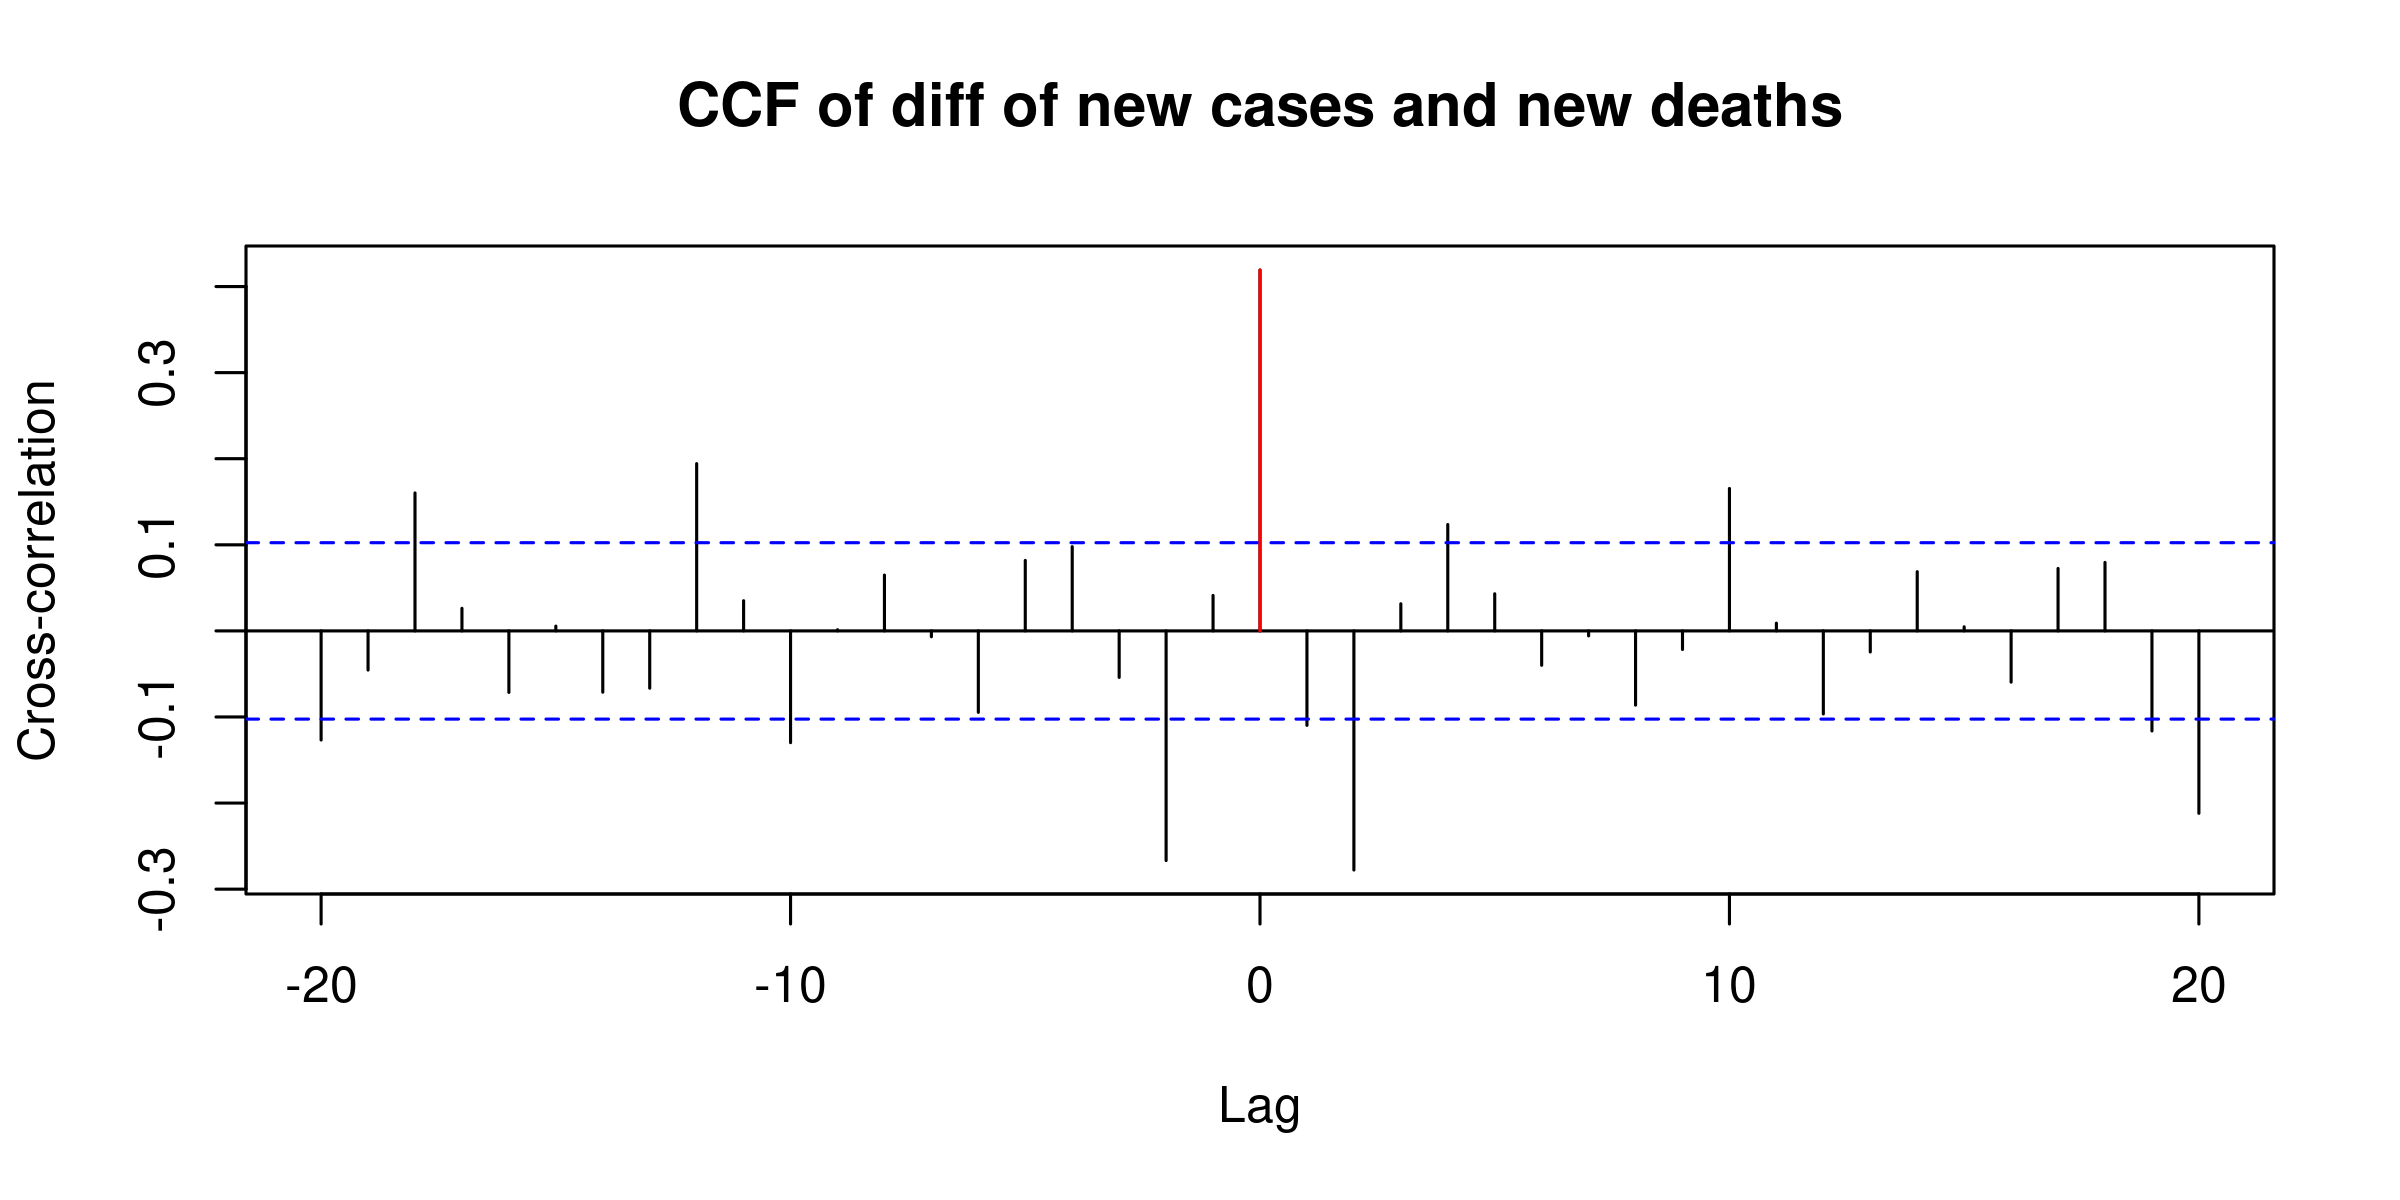 CCF of diff of new cases and new deaths
Cross-correlation
0.3
0.1
-0.1
-0.3
-20 -10 0 10 20
Lag